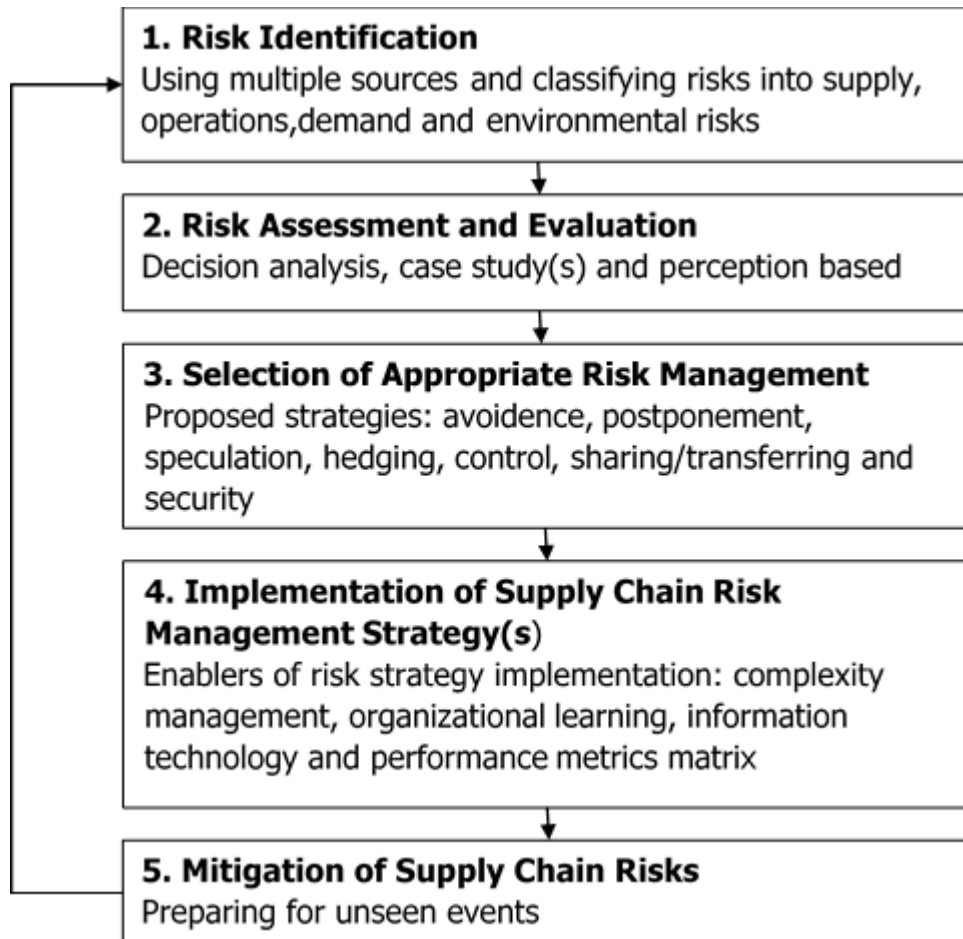 1. Risk Identification
Using multiple sources and classifying risks into supply,
operations,demand and environmental risks
2. Risk Assessment and Evaluation
Decision analysis, case study(s) and perception based
3. Selection of Appropriate Risk Management
Proposed strategies: avoidence, postponement,
speculation, hedging, control, sharing/transferring and
security
4. Implementation of Supply Chain Risk
Management Strategy(s)
Enablers of risk strategy implementation: complexity
management, organizational learning, information
technology and performance metrics matrix
5. Mitigation of Supply Chain Risks
Preparing for unseen events